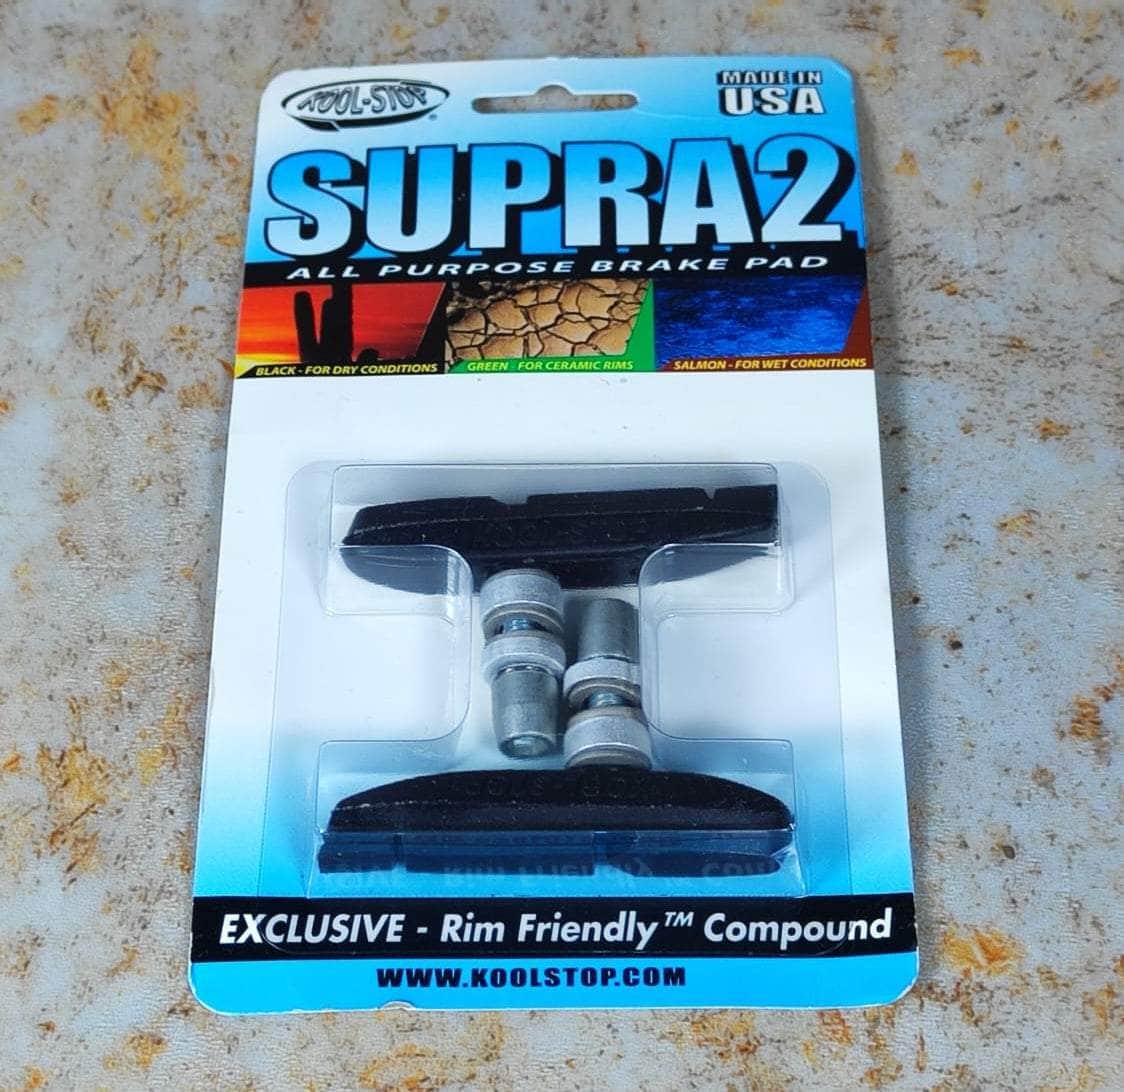 KOOL-STOP®
MADE IN
USA
SUPRA2
ALL PURPOSE BRAKE PAD
BLACK - FOR DRY CONDITIONS
GREEN - FOR CERAMIC RIMS
SALMON - FOR WET CONDITIONS
EXCLUSIVE - Rim Friendly™ Compound
WWW.KOOLSTOP.COM